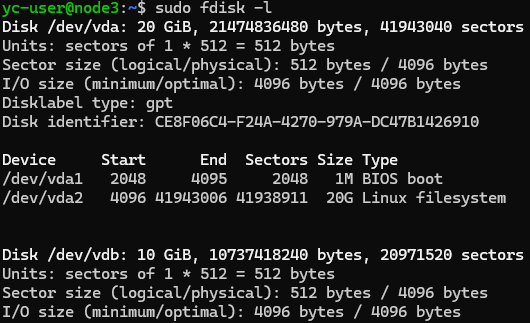 yc-user@node3:~$ sudo fdisk -l
Disk /dev/vda: 20 GiB, 21474836480 bytes, 41943040 sectors
Units: sectors of 1 * 512 = 512 bytes
Sector size (logical/physical): 512 bytes / 4096 bytes
I/O size (minimum/optimal): 4096 bytes / 4096 bytes
Disklabel type: gpt
Disk identifier: CE8F06C4-F24A-4270-979A-DC47B1426910
Device Start End Sectors Size Type
/dev/vda1 2048 4095 2048 1M BIOS boot
/dev/vda2 4096 41943006 41938911 20G Linux filesystem
Disk /dev/vdb: 10 GiB, 10737418240 bytes, 20971520 sectors
Units: sectors of 1 * 512 = 512 bytes
Sector size (logical/physical): 512 bytes / 4096 bytes
I/O size (minimum/optimal): 4096 bytes / 4096 bytes